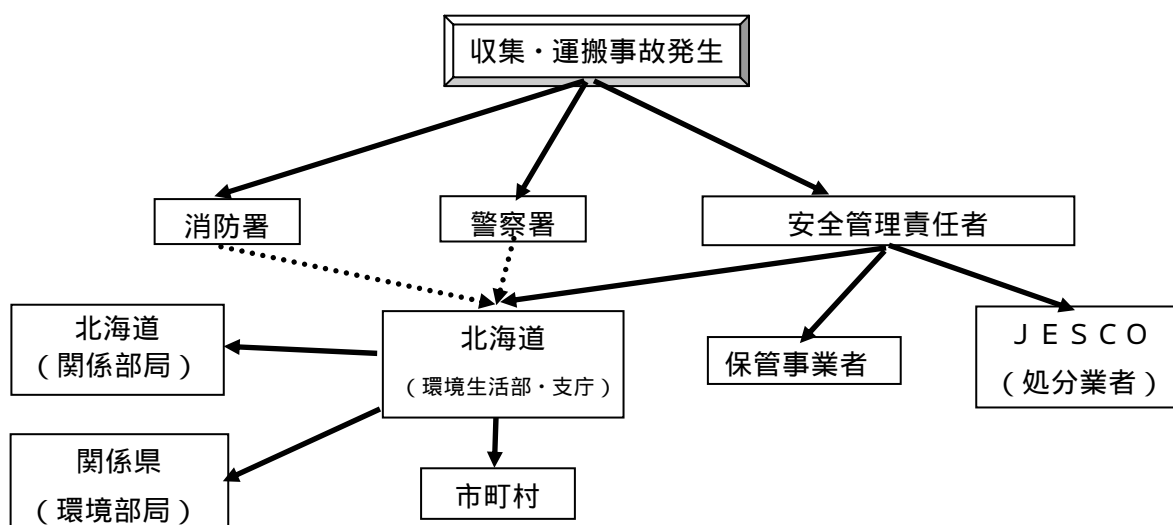 収集・運搬事故発生
消防署
警察署
安全管理責任者
北海道
（関係部局）
北海道
（環境生活部・支庁）
保管事業者
ＪＥＳＣＯ
（処分業者）
関係県
（環境部局）
市町村